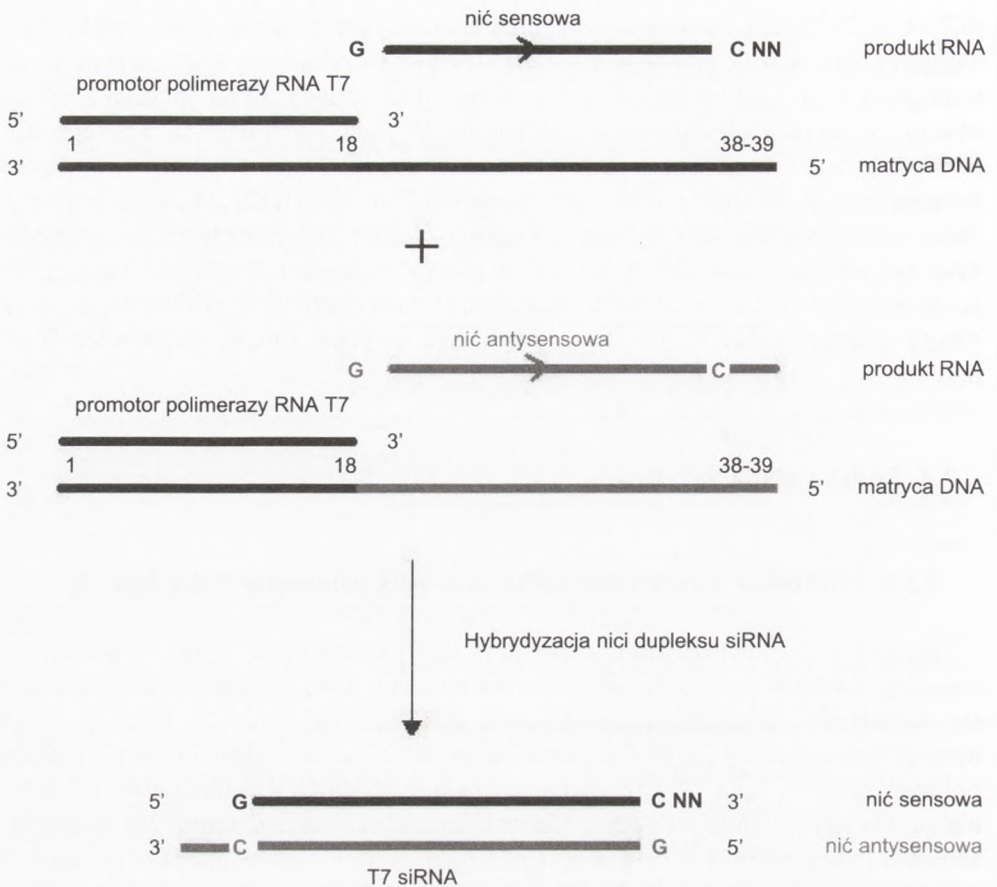 nić sensowa
G C NN produkt RNA
promotor polimerazy RNA T7
5' 3'
1 18 38-39
3' 5' matryca DNA
+
nić antysensowa
G C produkt RNA
promotor polimerazy RNA T7
5' 3'
1 18 38-39
3' 5' matryca DNA
Hybrydyzacja nici dupleksu siRNA
5' G C NN 3' nić sensowa
3' C G 5' nić antysensowa
T7 siRNA